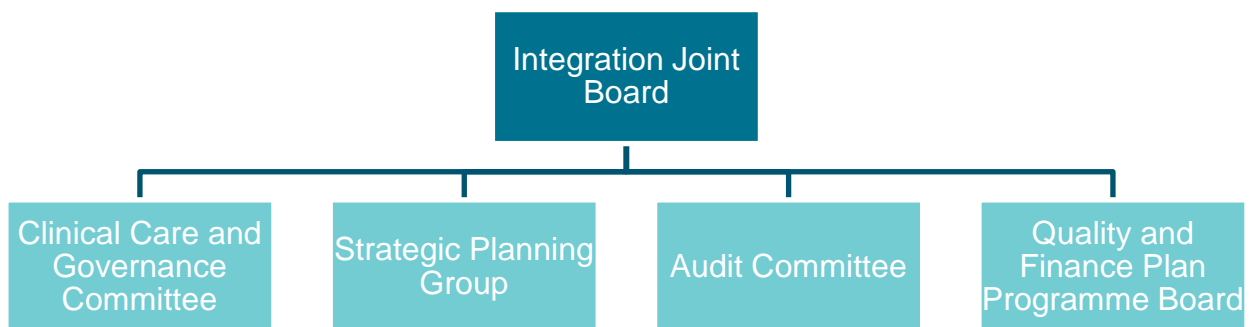 Integration Joint
Board
Clinical Care and
Governance
Committee
Strategic Planning
Group
Audit Committee
Quality and
Finance Plan
Programme Board